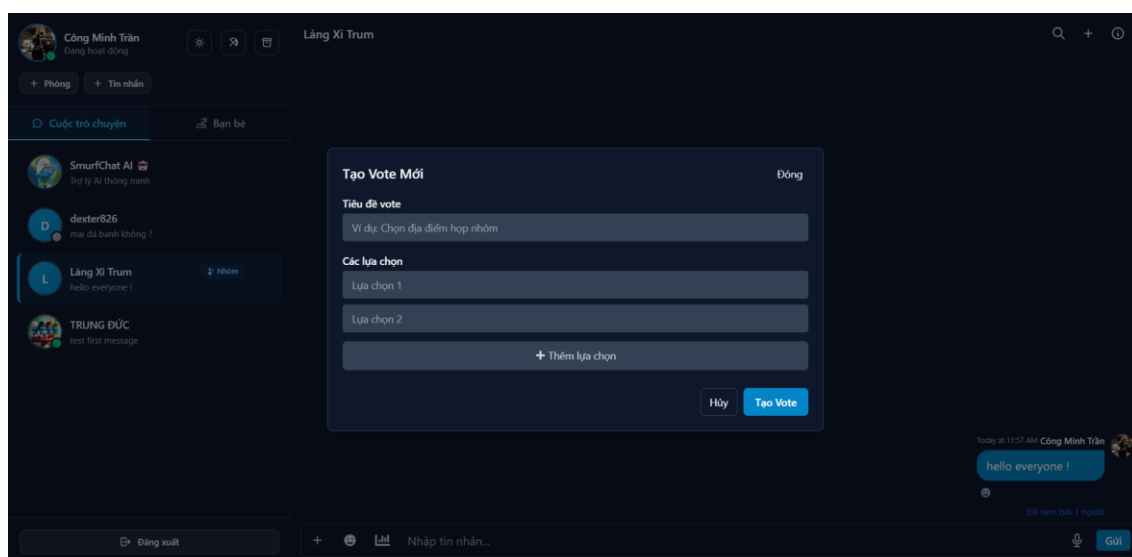 Công Minh Trần
Đang hoạt động
+ Phòng
+ Tin nhắn
Cuộc trò chuyện
Bạn bè
SmurfChat AI
Trợ lý AI thông minh
D
dexter826
mai đá banh không ?
L
Làng Xì Trum
Nhóm
hello everyone !
TRUNG ĐỨC
test first message
Đăng xuất
Làng Xì Trum
Tạo Vote Mới
Đóng
Tiêu đề vote
Ví dụ: Chọn địa điểm họp nhóm
Các lựa chọn
Lựa chọn 1
Lựa chọn 2
+ Thêm lựa chọn
Hủy
Tạo Vote
Today at 11:57 AM Công Minh Trần
hello everyone !
Đã xem bởi 1 người
Nhập tin nhắn...
Gửi